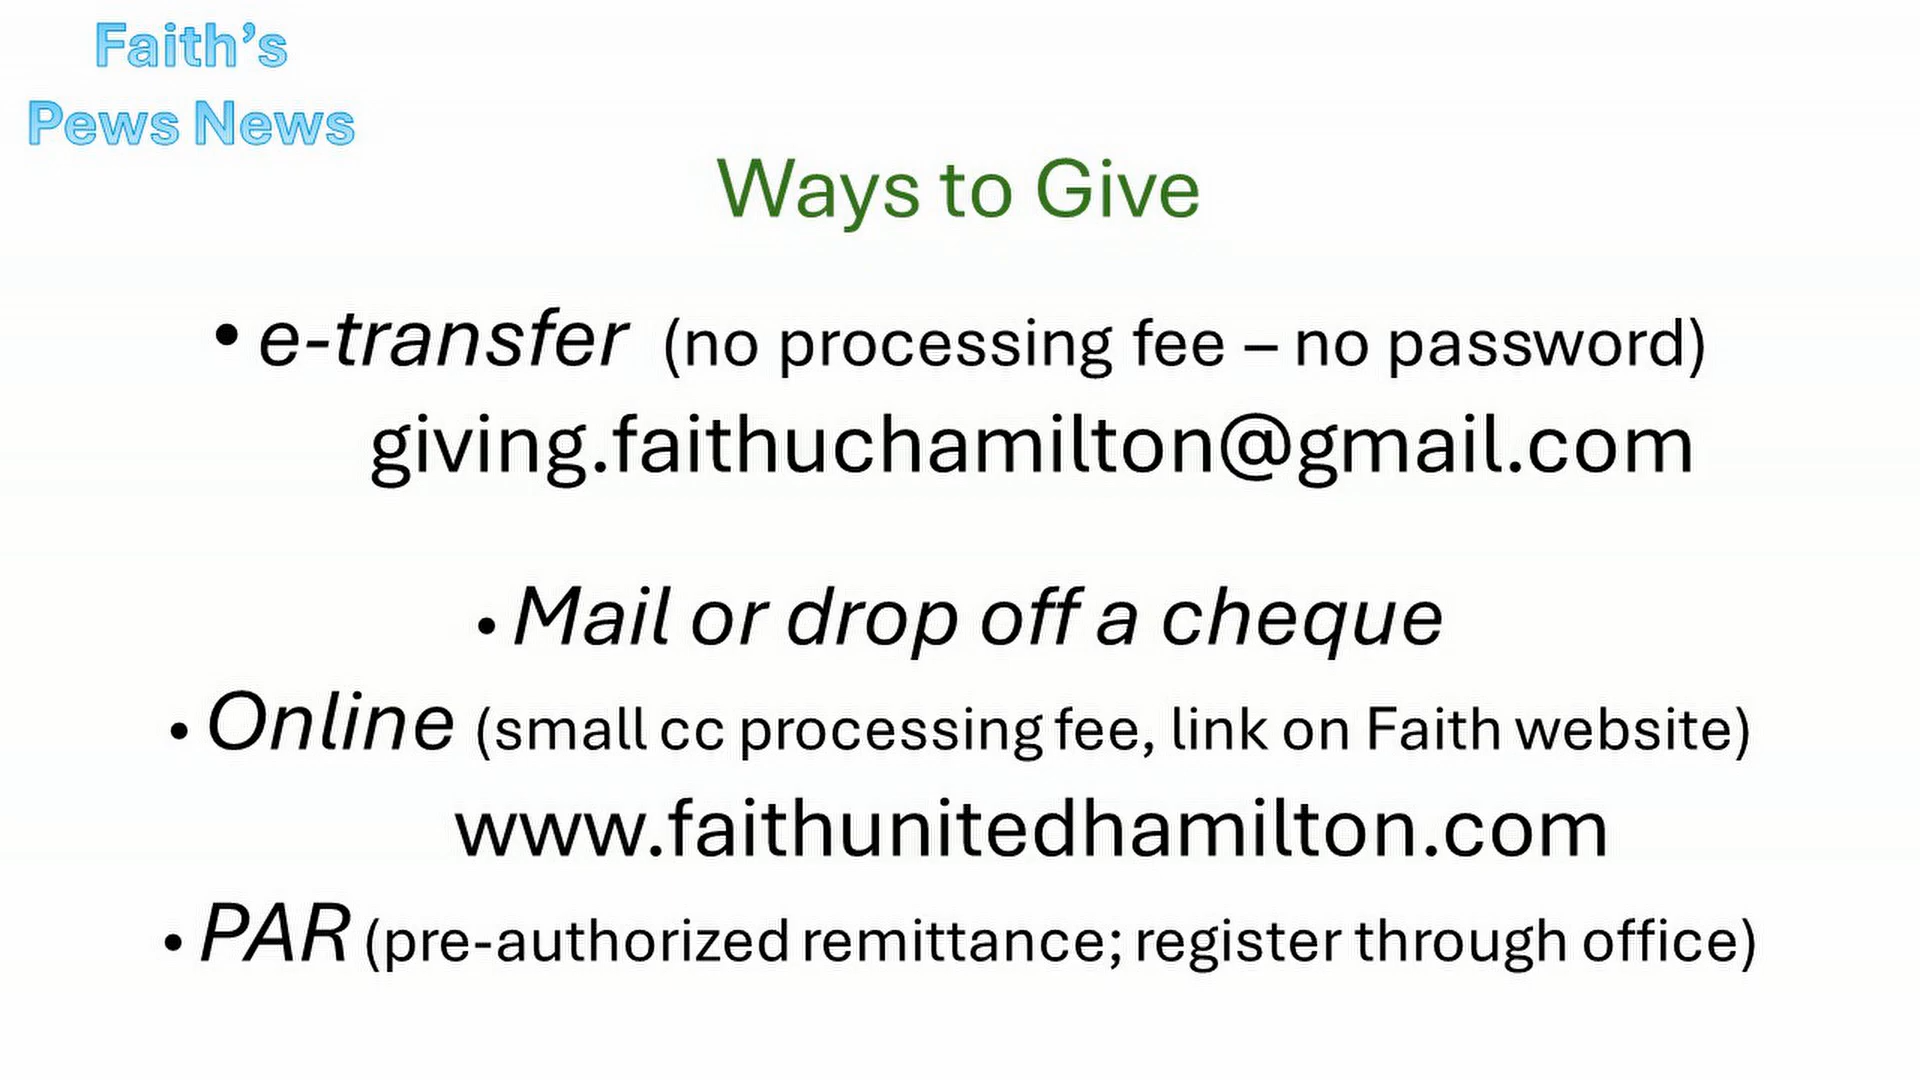 Faith’s
Pews News
Ways to Give
• e-transfer (no processing fee – no password)
giving.faithuchamilton@gmail.com
• Mail or drop off a cheque
• Online (small cc processing fee, link on Faith website)
www.faithunitedhamilton.com
• PAR (pre-authorized remittance; register through office)